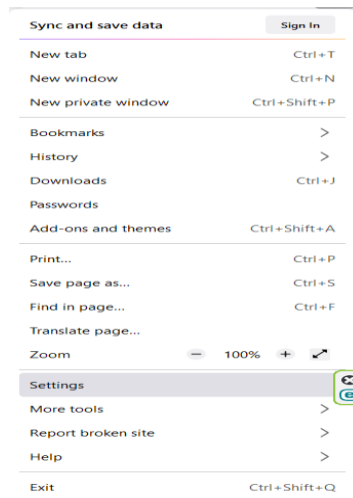 Sync and save data Sign In
New tab Ctrl+T
New window Ctrl+N
New private window Ctrl+Shift+P
Bookmarks >
History >
Downloads Ctrl+J
Passwords
Add-ons and themes Ctrl+Shift+A
Print... Ctrl+P
Save page as... Ctrl+S
Find in page... Ctrl+F
Translate page...
Zoom − 100% +
Settings
More tools >
Report broken site >
Help >
Exit Ctrl+Shift+Q